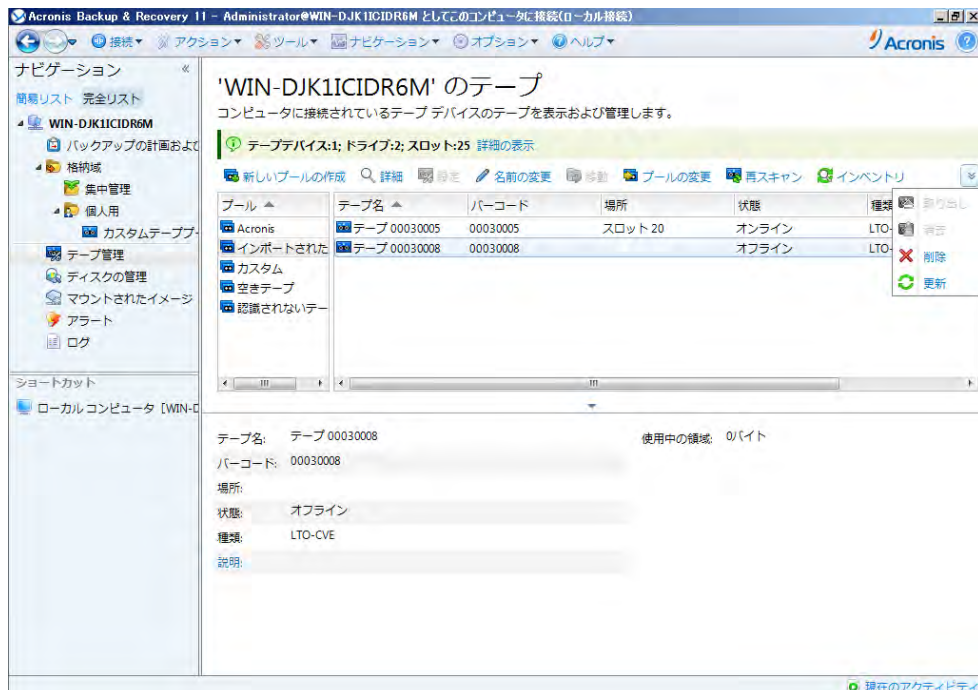 Acronis Backup & Recovery 11 - Administrator@WIN-DJK1ICIDR6M としてこのコンピュータに接続(ローカル接続)
接続 アクション ツール ナビゲーション オプション ヘルプ Acronis
ナビゲーション
簡易リスト 完全リスト
WIN-DJK1ICIDR6M
バックアップの計画およ
格納域
集中管理
個人用
カスタムテーププ-
テープ管理
ディスクの管理
マウントされたイメージ
アラート
ログ
ショートカット
ローカル コンピュータ [WIN-D
'WIN-DJK1ICIDR6M' のテープ
コンピュータに接続されているテープ デバイスのテープを表示および管理します。
テープデバイス:1; ドライブ:2; スロット:25 詳細の表示
新しいプールの作成 詳細 設定 名前の変更 移動 プールの変更 再スキャン インベントリ
取り出し
消去
削除
更新
プール
Acronis
インポートされた
カスタム
空きテープ
認識されないテー
テープ名 バーコード 場所 状態 種類
テープ 00030005 00030005 スロット 20 オンライン LTO-
テープ 00030008 00030008 オフライン LTO-
テープ名: テープ 00030008 使用中の領域: 0バイト
バーコード: 00030008
場所:
状態: オフライン
種類: LTO-CVE
説明:
現在のアクティビティ